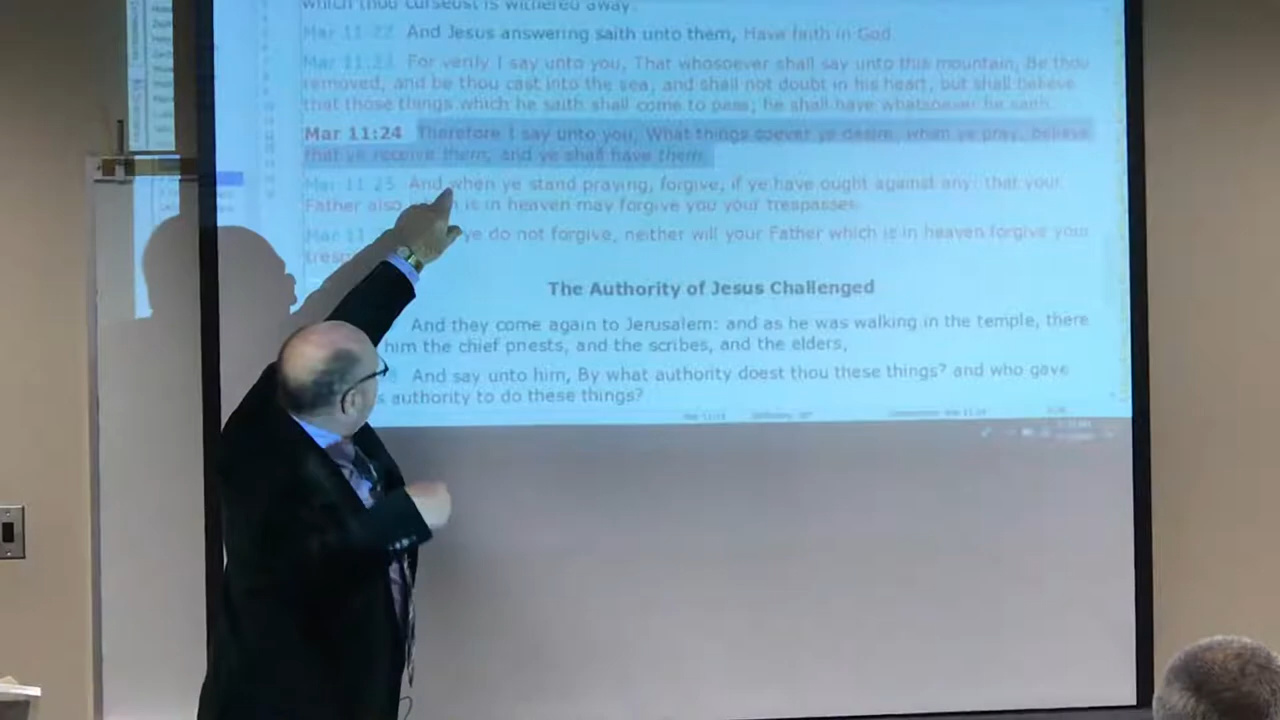 which thou cursedst is withered away.
Mar 11:22 And Jesus answering saith unto them, Have faith in God.
Mar 11:23 For verily I say unto you, That whosoever shall say unto this mountain, Be thou
removed, and be thou cast into the sea; and shall not doubt in his heart, but shall believe
that those things which he saith shall come to pass; he shall have whatsoever he saith.
Mar 11:24 Therefore I say unto you, What things soever ye desire, when ye pray, believe
that ye receive them, and ye shall have them.
Mar 11:25 And when ye stand praying, forgive, if ye have ought against any: that your
Father also is in heaven may forgive you your trespasses.
Mar 11 ye do not forgive, neither will your Father which is in heaven forgive your
The Authority of Jesus Challenged
And they come again to Jerusalem: and as he was walking in the temple, there
him the chief priests, and the scribes, and the elders,
And say unto him, By what authority doest thou these things? and who gave
authority to do these things?